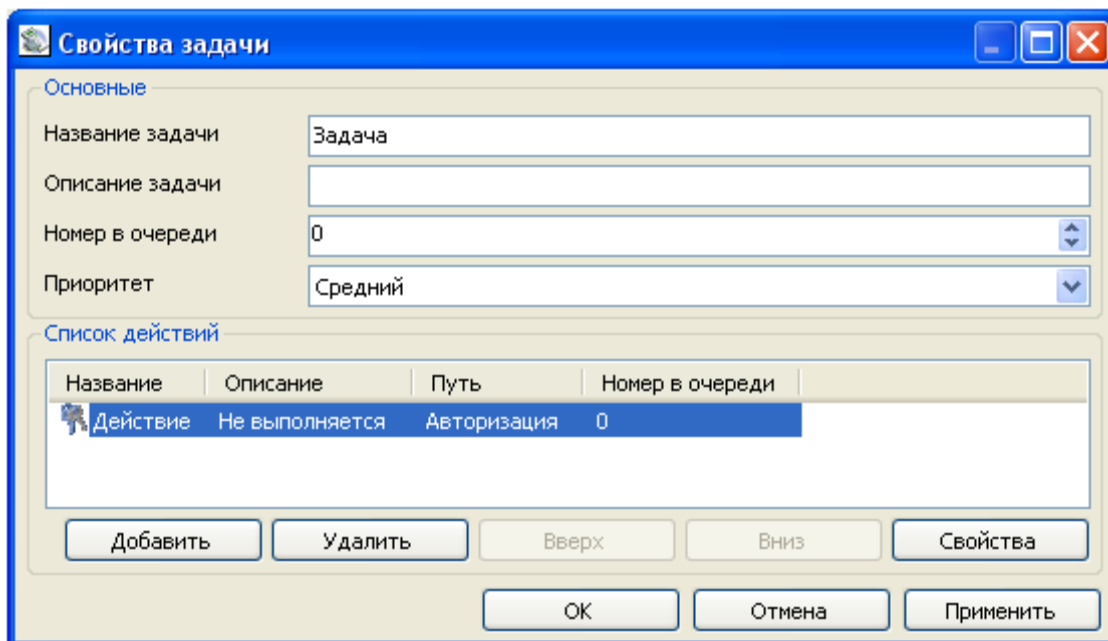 Свойства задачи
Основные
Название задачи Задача
Описание задачи
Номер в очереди 0
Приоритет Средний
Список действий
Название Описание Путь Номер в очереди
Действие Не выполняется Авторизация 0
Добавить Удалить Вверх Вниз Свойства
ОК Отмена Применить